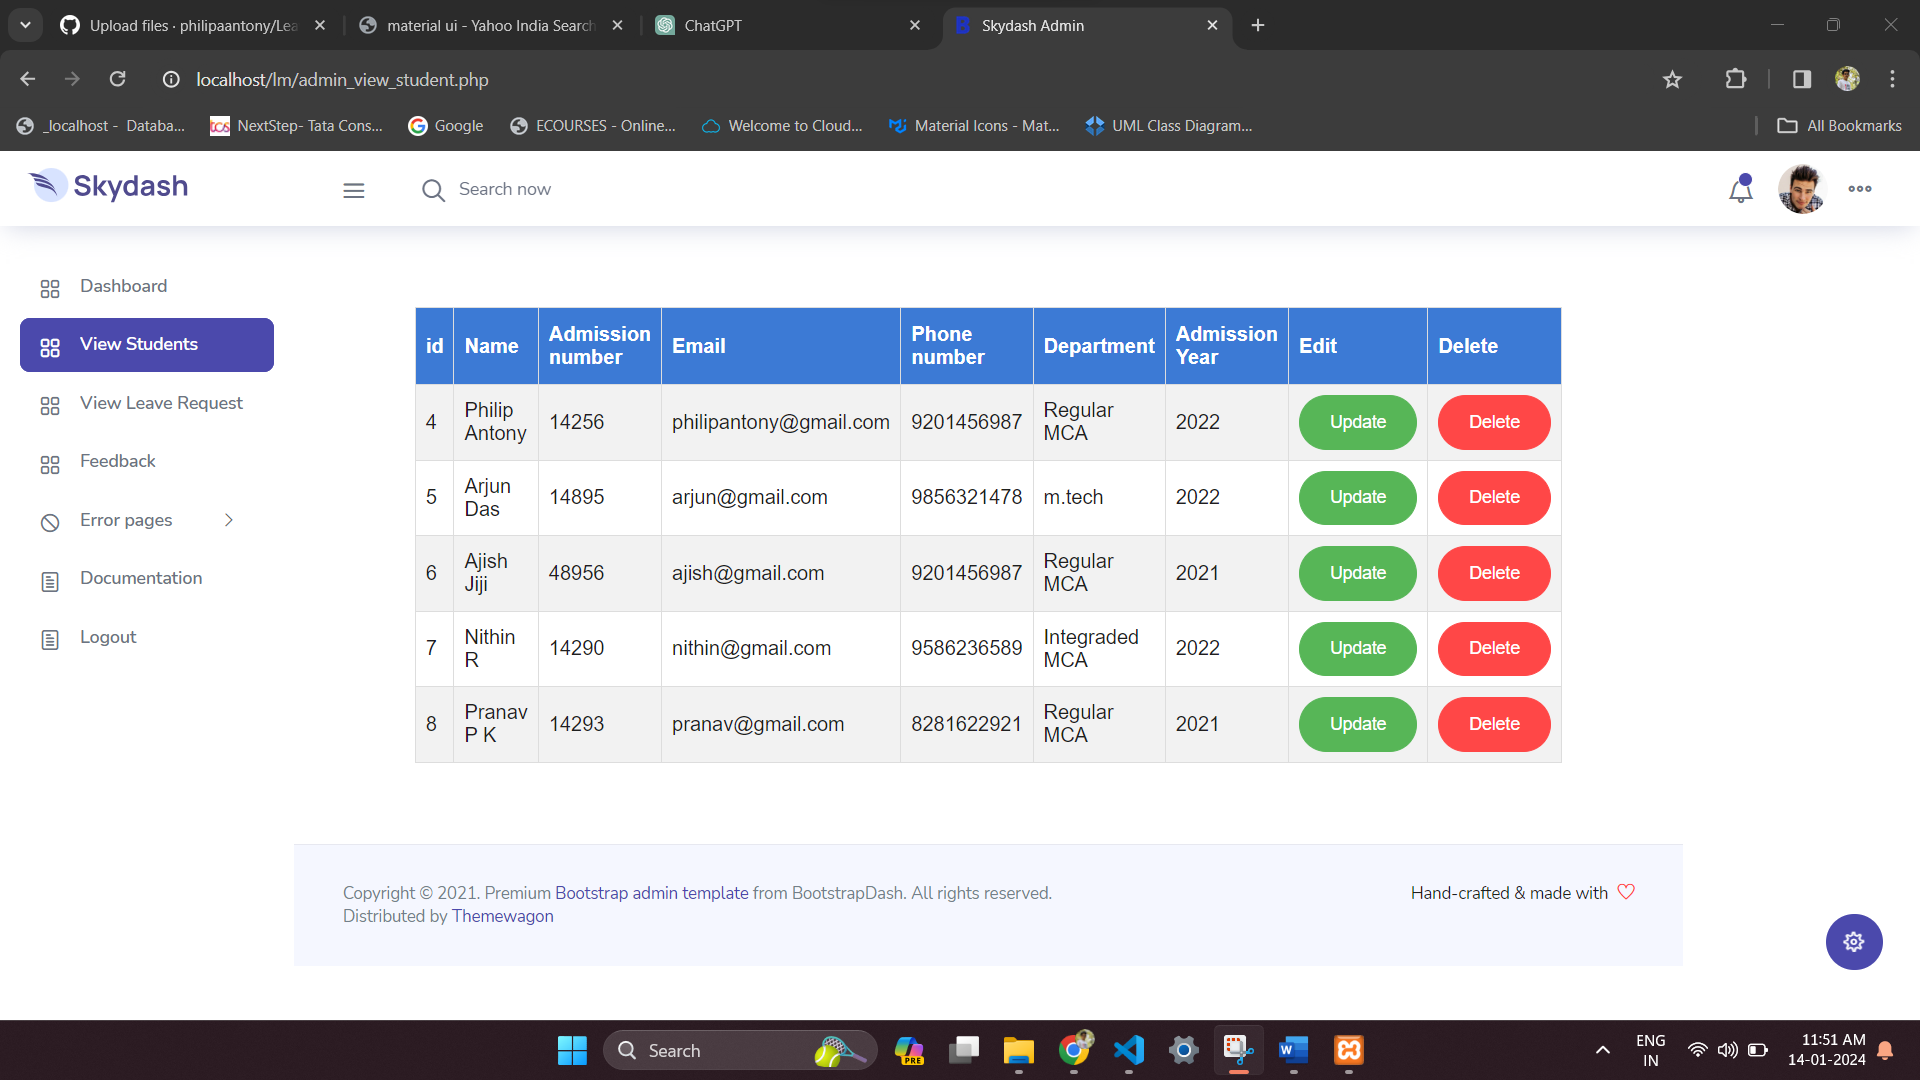 Upload files · philipaantony/Lea
material ui - Yahoo India Search
ChatGPT
Skydash Admin
localhost/lm/admin_view_student.php
_localhost - Databa...
NextStep- Tata Cons...
Google
ECOURSES - Online...
Welcome to Cloud...
Material Icons - Mat...
UML Class Diagram...
All Bookmarks
Skydash
Search now
Dashboard
View Students
View Leave Request
Feedback
Error pages
Documentation
Logout
id Name Admission number Email Phone number Department Admission Year Edit Delete
4 Philip Antony 14256 philipantony@gmail.com 9201456987 Regular MCA 2022 Update Delete
5 Arjun Das 14895 arjun@gmail.com 9856321478 m.tech 2022 Update Delete
6 Ajish Jiji 48956 ajish@gmail.com 9201456987 Regular MCA 2021 Update Delete
7 Nithin R 14290 nithin@gmail.com 9586236589 Integraded MCA 2022 Update Delete
8 Pranav P K 14293 pranav@gmail.com 8281622921 Regular MCA 2021 Update Delete
Copyright © 2021. Premium Bootstrap admin template from BootstrapDash. All rights reserved.
Distributed by Themewagon
Hand-crafted & made with
Search
PRE
ENG
IN
11:51 AM
14-01-2024